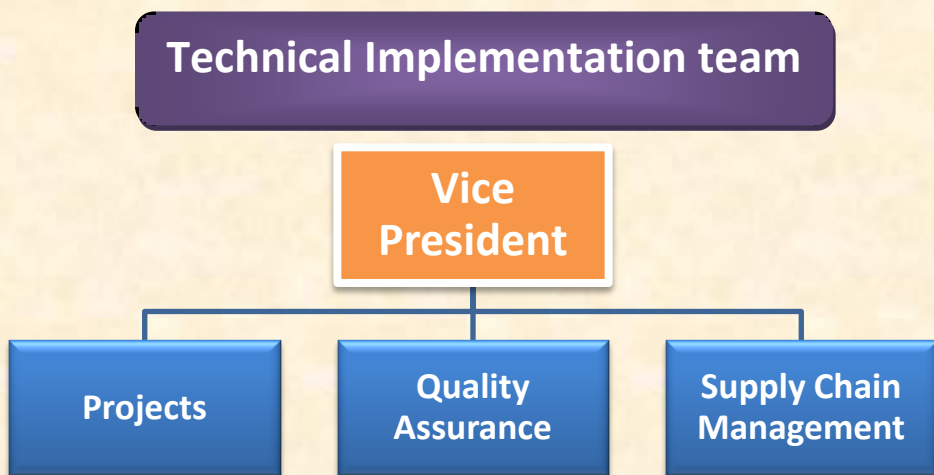 Technical Implementation team
Vice
President
Projects
Quality
Assurance
Supply Chain
Management